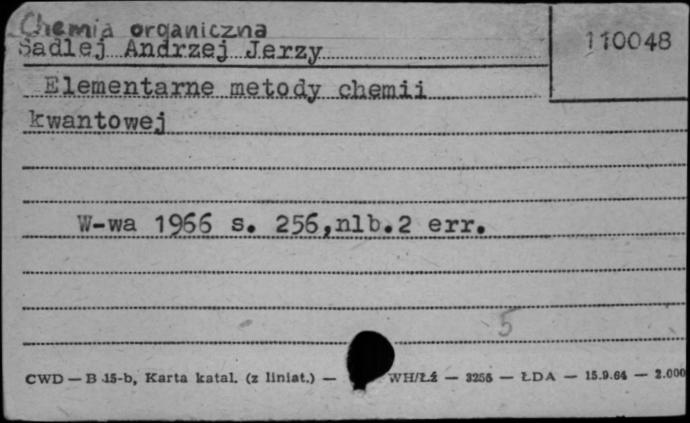 Chemia organiczna
Sadlej Andrzej Jerzy
110048
Elementarne metody chemii
kwantowej
W-wa 1966 s. 256,nlb.2 err.
5
CWD — B 15-b, Karta katal. (z liniat.) — WH/Łź — 3256 — ŁDA — 15.9.64 — 2.000